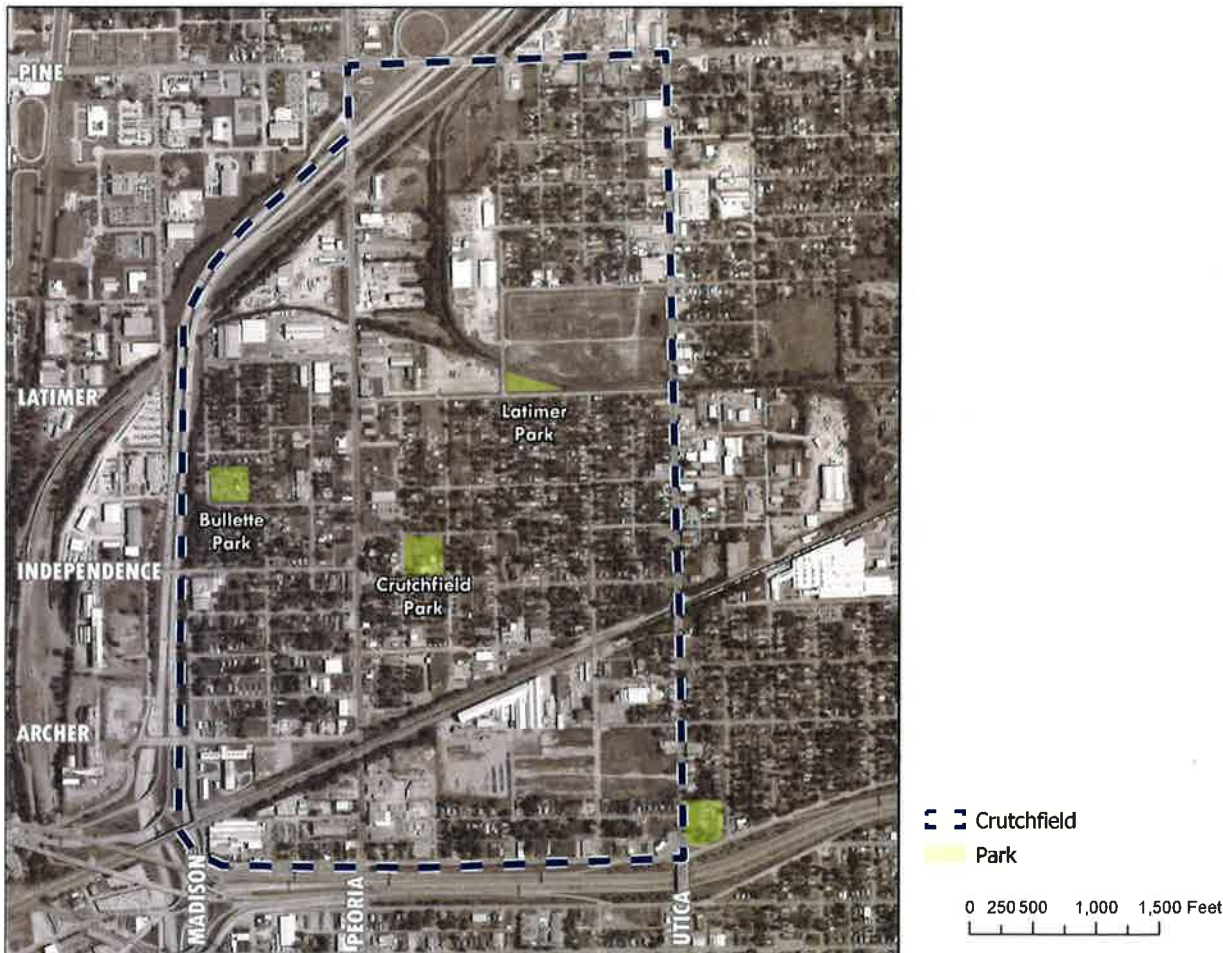 PINE
LATIMER
Latimer
Park
Bullette
Park
INDEPENDENCE
Crutchfield
Park
ARCHER
MADISON
PEORIA
UTICA
Crutchfield
Park
0 250 500 1,000 1,500 Feet